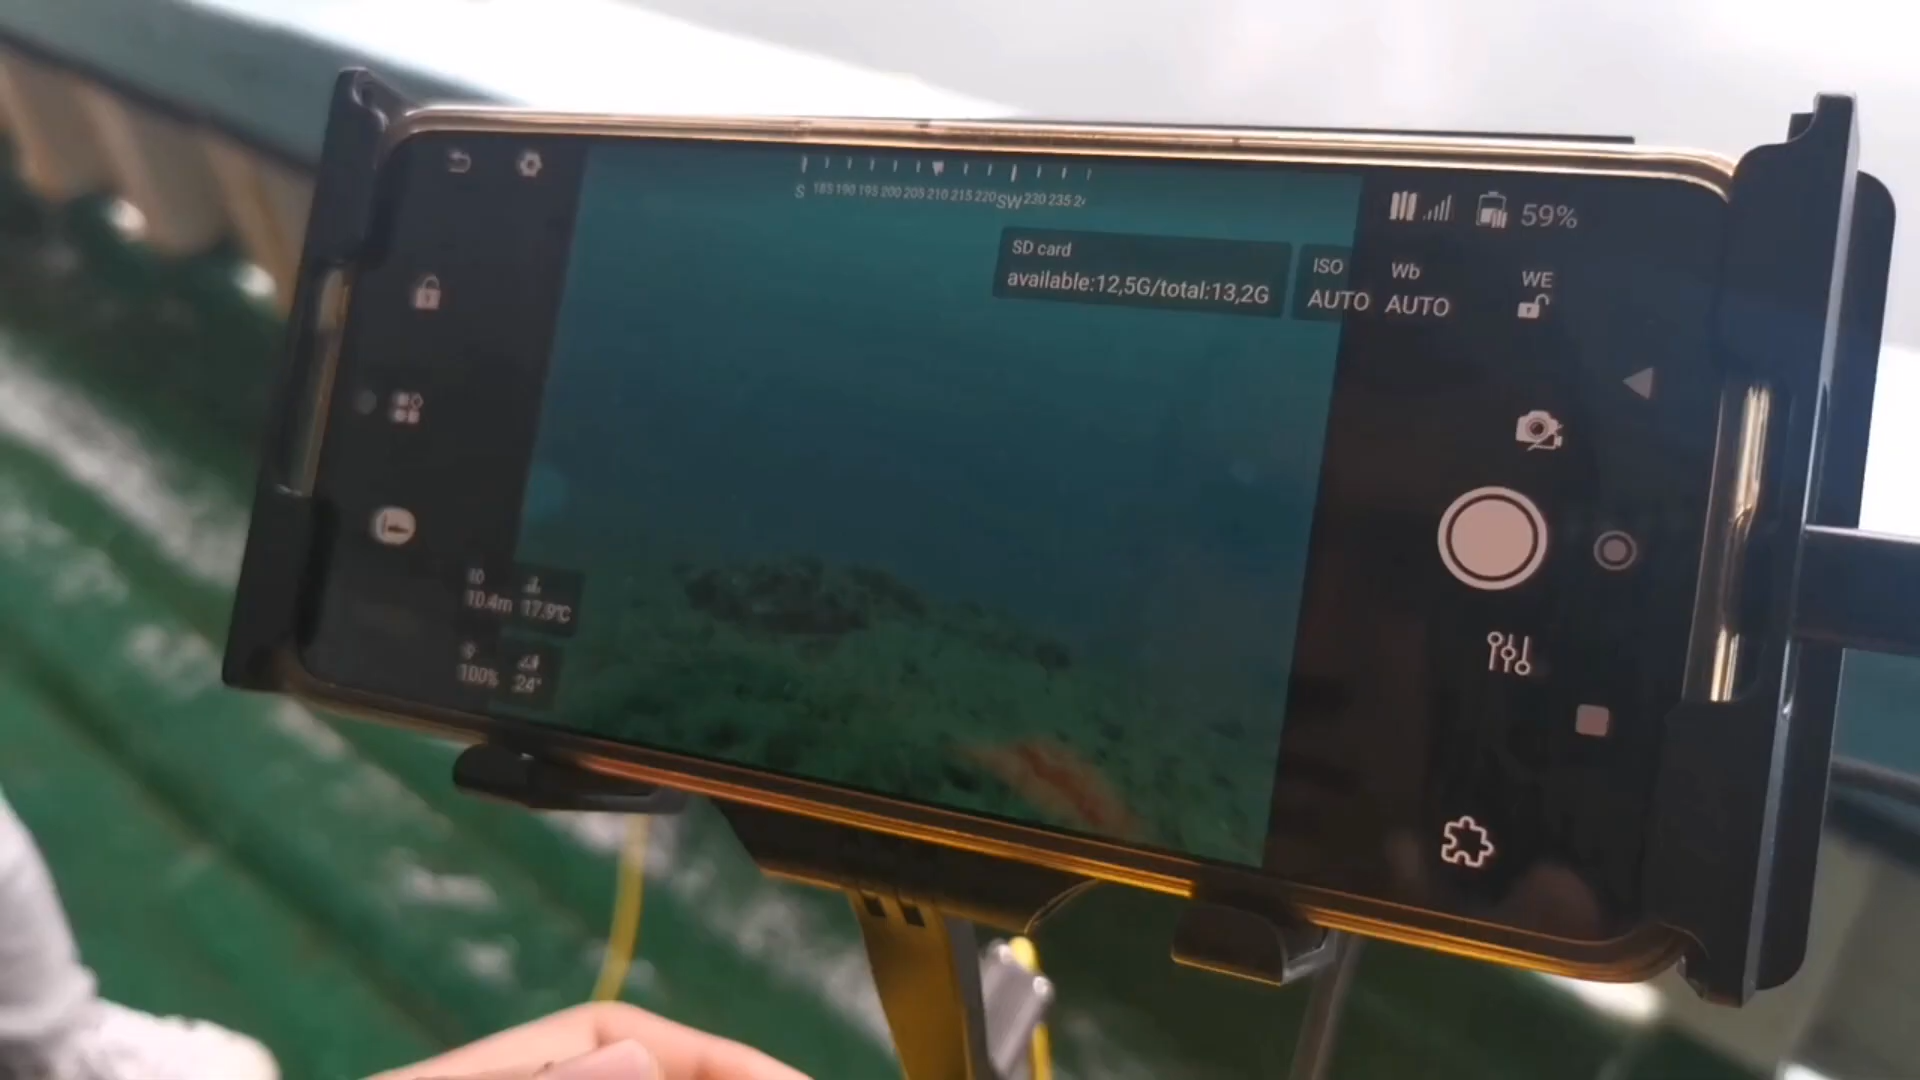 S 185 190 195 200 205 210 215 220 SW 230 235 24
59%
SD card
available:12,5G/total:13,2G
ISO
AUTO
Wb
AUTO
WE
10.4m 17.9°C
100% 24°